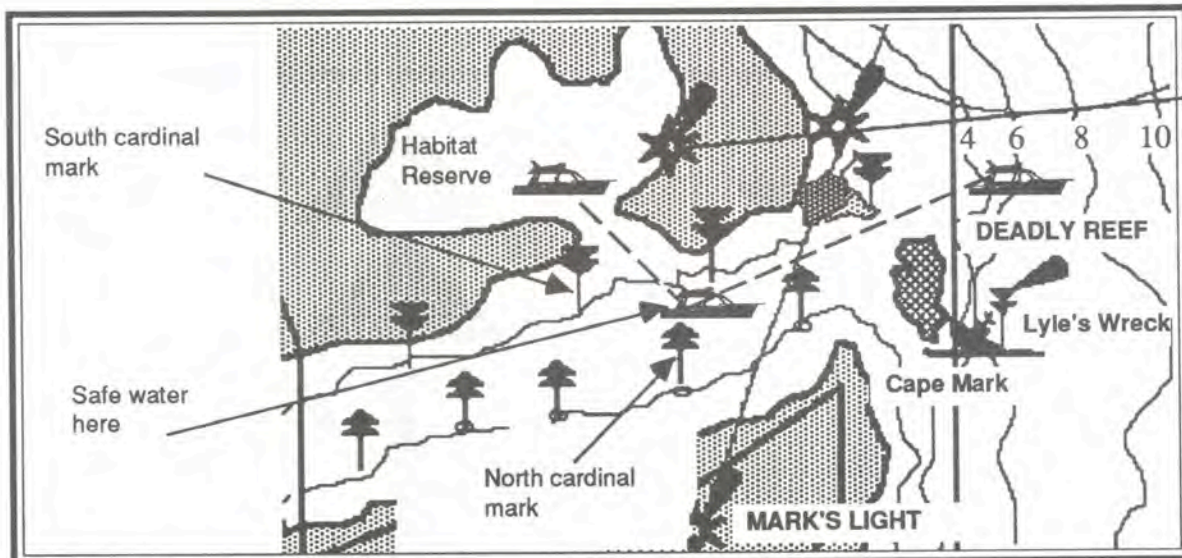 South cardinal
mark
Habitat
Reserve
4 6 8 10
DEADLY REEF
Lyle's Wreck
Cape Mark
Safe water
here
North cardinal
mark
MARK'S LIGHT